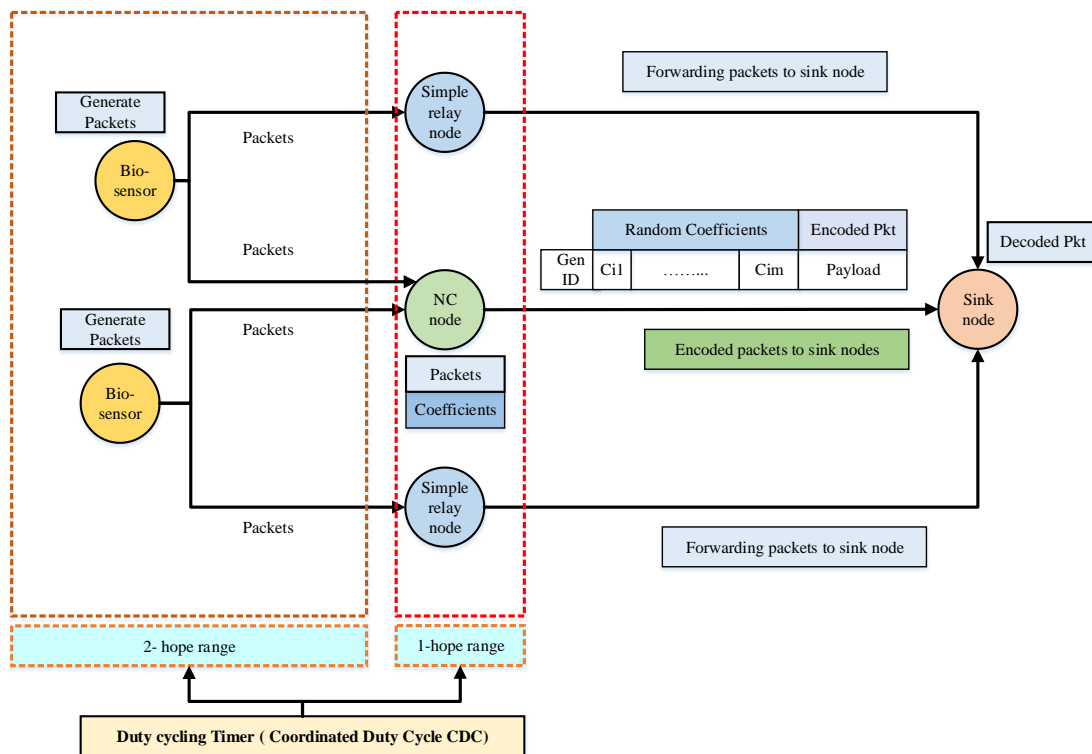 Forwarding packets to sink node
Generate
Packets
Simple
relay
node
Packets
Bio-
sensor
Random Coefficients
Encoded Pkt
Decoded Pkt
Packets
Gen
ID
Ci1
……...
Cim
Payload
NC
node
Sink
node
Generate
Packets
Packets
Encoded packets to sink nodes
Packets
Coefficients
Bio-
sensor
Simple
relay
node
Packets
Forwarding packets to sink node
2- hope range
1-hope range
Duty cycling Timer ( Coordinated Duty Cycle CDC)